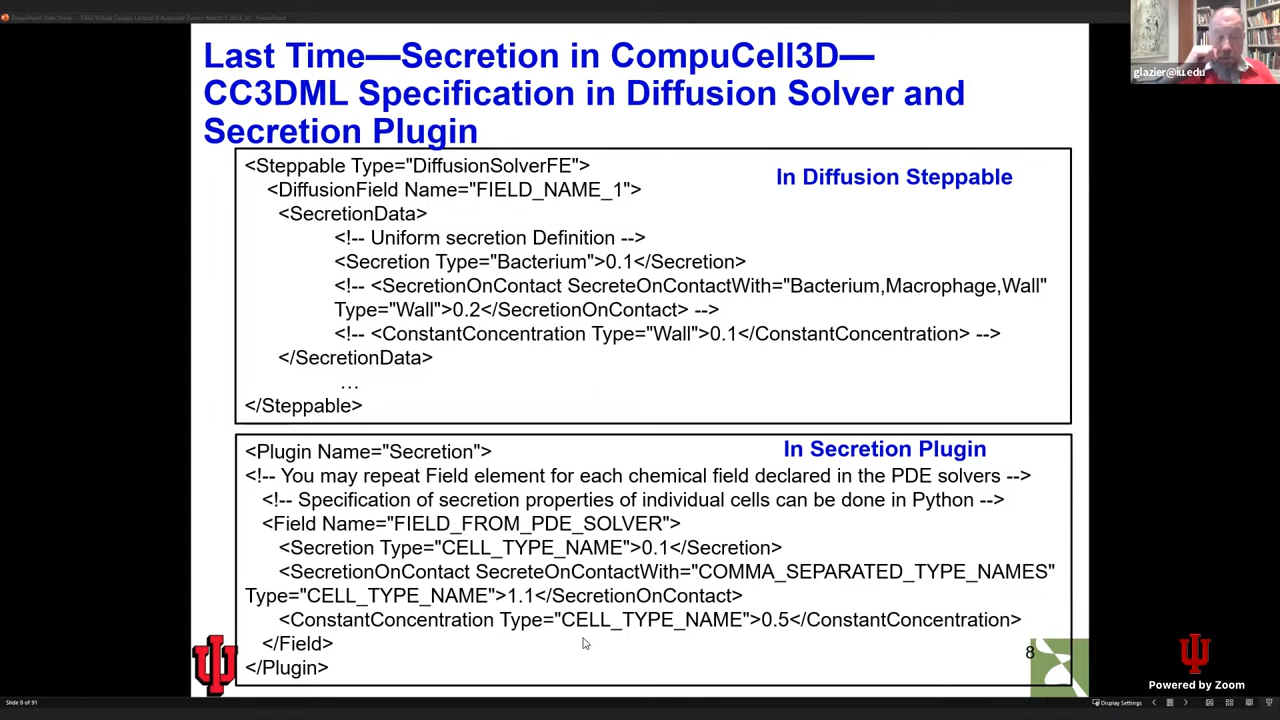 Last Time—Secretion in CompuCell3D—
CC3DML Specification in Diffusion Solver and
Secretion Plugin
<Steppable Type="DiffusionSolverFE">
In Diffusion Steppable
<DiffusionField Name="FIELD_NAME_1">
<SecretionData>
<!-- Uniform secretion Definition -->
<Secretion Type="Bacterium">0.1</Secretion>
<!-- <SecretionOnContact SecreteOnContactWith="Bacterium,Macrophage,Wall"
Type="Wall">0.2</SecretionOnContact> -->
<!-- <ConstantConcentration Type="Wall">0.1</ConstantConcentration> -->
</SecretionData>
…
</Steppable>
<Plugin Name="Secretion">
In Secretion Plugin
<!-- You may repeat Field element for each chemical field declared in the PDE solvers -->
<!-- Specification of secretion properties of individual cells can be done in Python -->
<Field Name="FIELD_FROM_PDE_SOLVER">
<Secretion Type="CELL_TYPE_NAME">0.1</Secretion>
<SecretionOnContact SecreteOnContactWith="COMMA_SEPARATED_TYPE_NAMES"
Type="CELL_TYPE_NAME">1.1</SecretionOnContact>
<ConstantConcentration Type="CELL_TYPE_NAME">0.5</ConstantConcentration>
</Field>
</Plugin>
8
glazier@iu.edu
Powered by Zoom
Slide 8 of 91
Display Settings